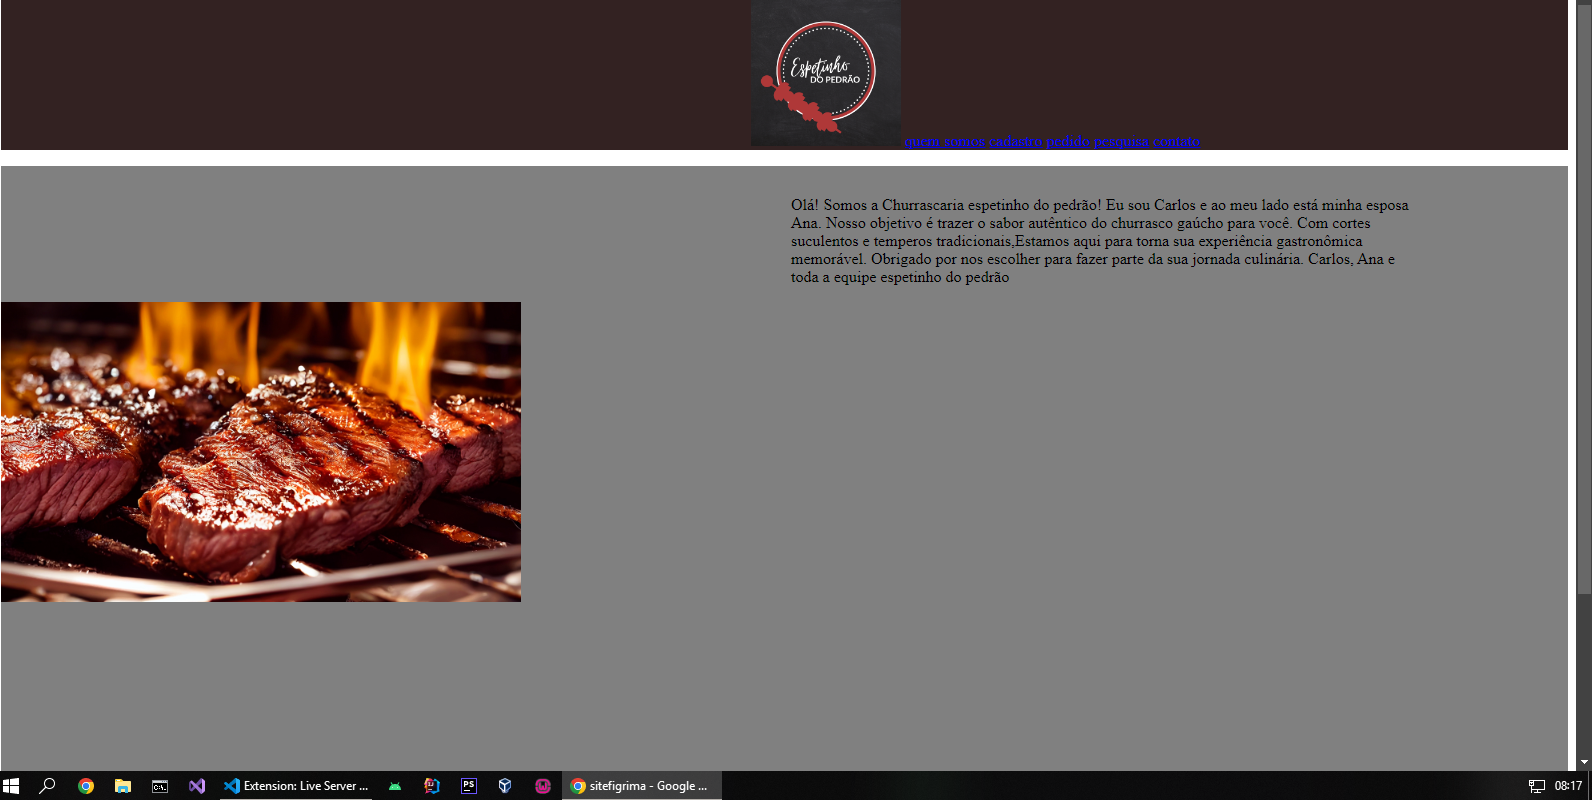 Espetinho
DO PEDRÃO
quem somos cadastro pedido pesquisa contato
Olá! Somos a Churrascaria espetinho do pedrão! Eu sou Carlos e ao meu lado está minha esposa
Ana. Nosso objetivo é trazer o sabor autêntico do churrasco gaúcho para você. Com cortes
suculentos e temperos tradicionais,Estamos aqui para torna sua experiência gastronômica
memorável. Obrigado por nos escolher para fazer parte da sua jornada culinária. Carlos, Ana e
toda a equipe espetinho do pedrão
Extension: Live Server ...
PS
sitefigrima - Google ...
08:17